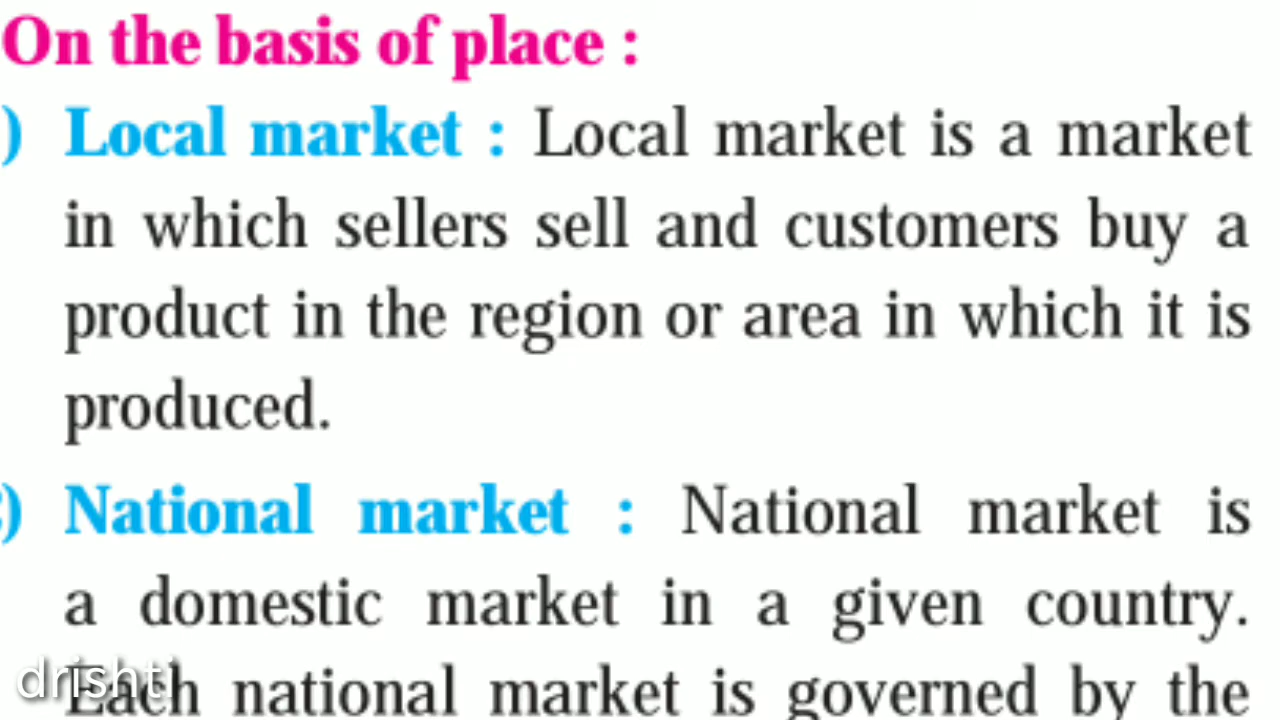 On the basis of place :
) Local market : Local market is a market
in which sellers sell and customers buy a
product in the region or area in which it is
produced.
) National market : National market is
a domestic market in a given country.
Each national market is governed by the
drishti